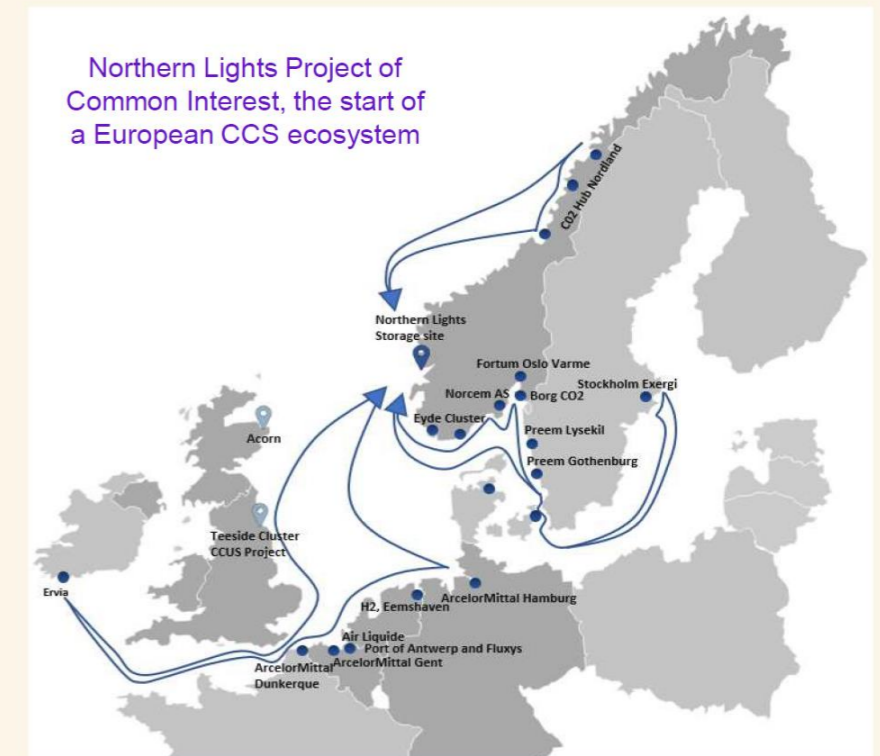 Northern Lights Project of
Common Interest, the start of
a European CCS ecosystem
C02 Hub Nordland
Northern Lights
Storage site
Fortum Oslo Varme
Stockholm Exergi
Norcem AS
Borg CO2
Eyde Cluster
Preem Lysekil
Acorn
Preem Gothenburg
Teeside Cluster
CCUS Project
Ervia
ArcelorMittal Hamburg
H2, Eemshaven
Air Liquide
Port of Antwerp and Fluxys
ArcelorMittal Gent
ArcelorMittal
Dunkerque